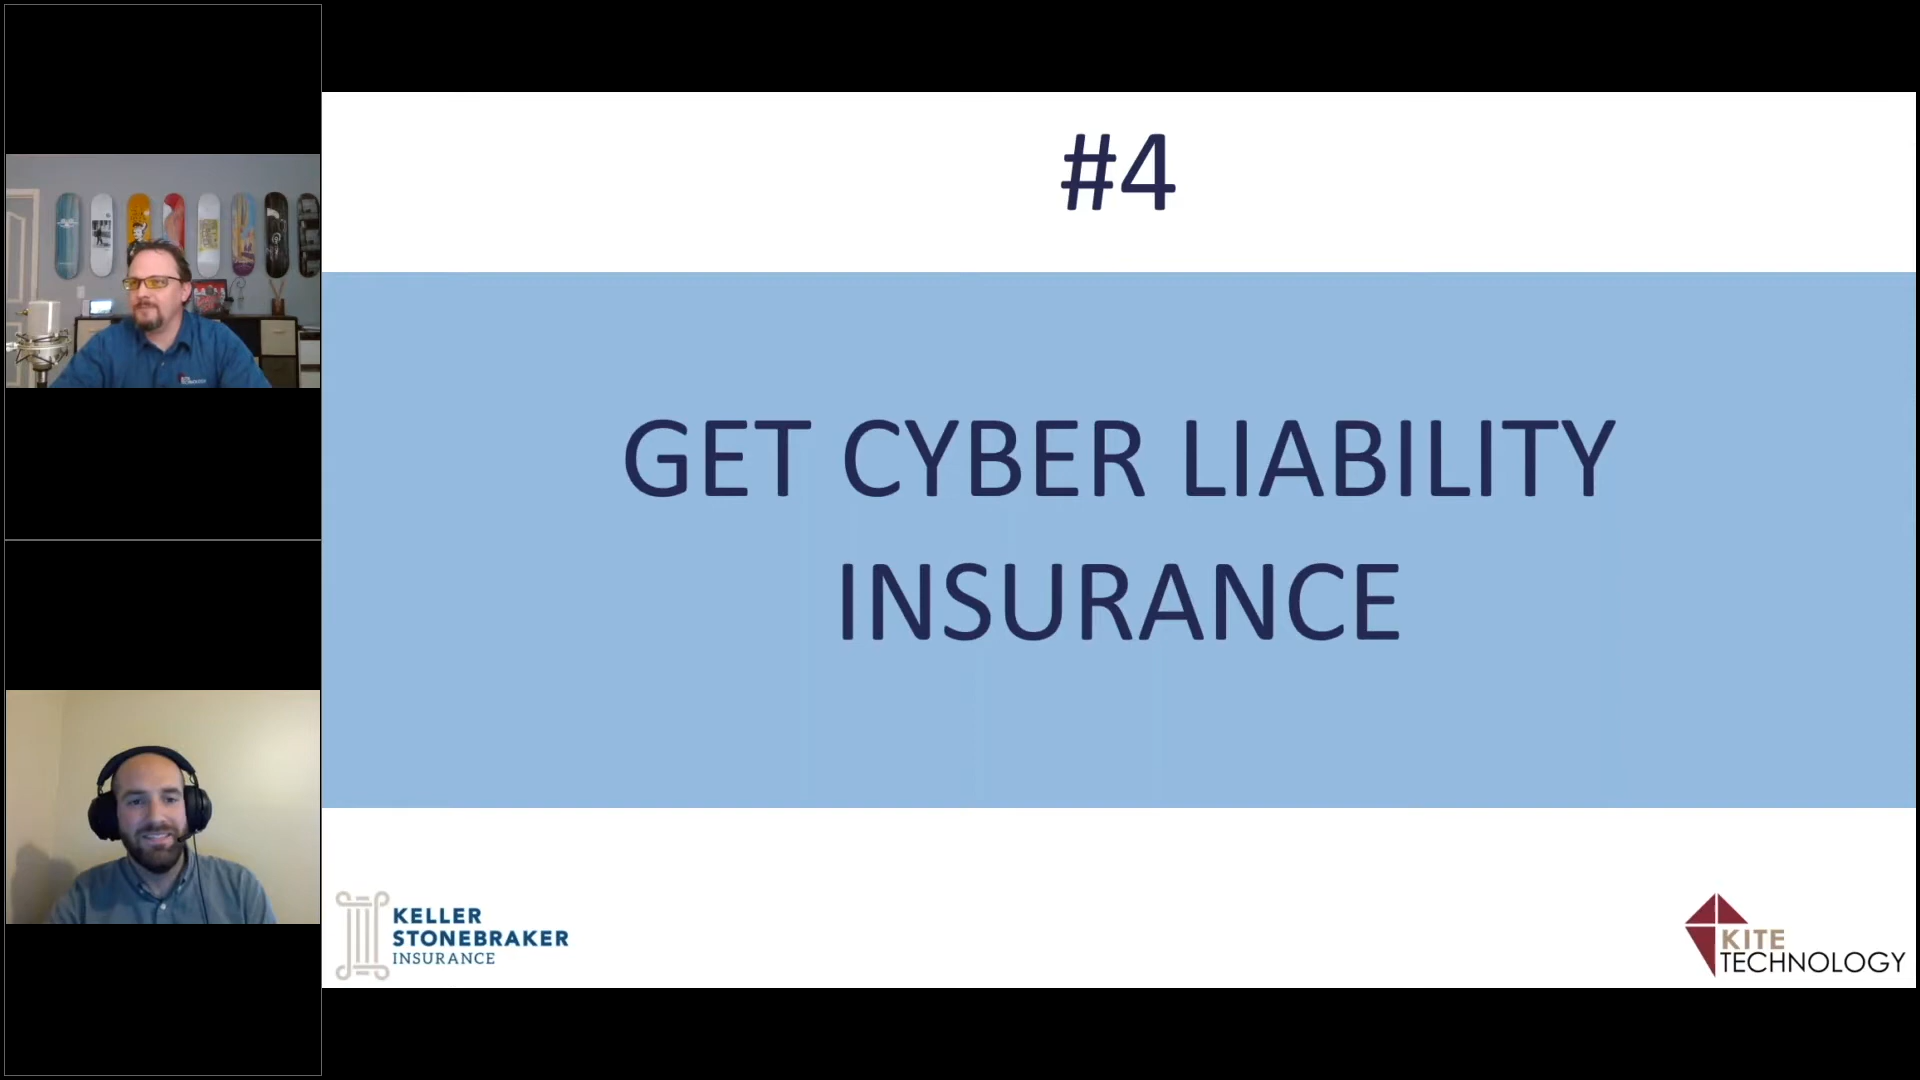 #4
GET CYBER LIABILITY
INSURANCE
KELLER
STONEBRAKER
INSURANCE
KITE
TECHNOLOGY